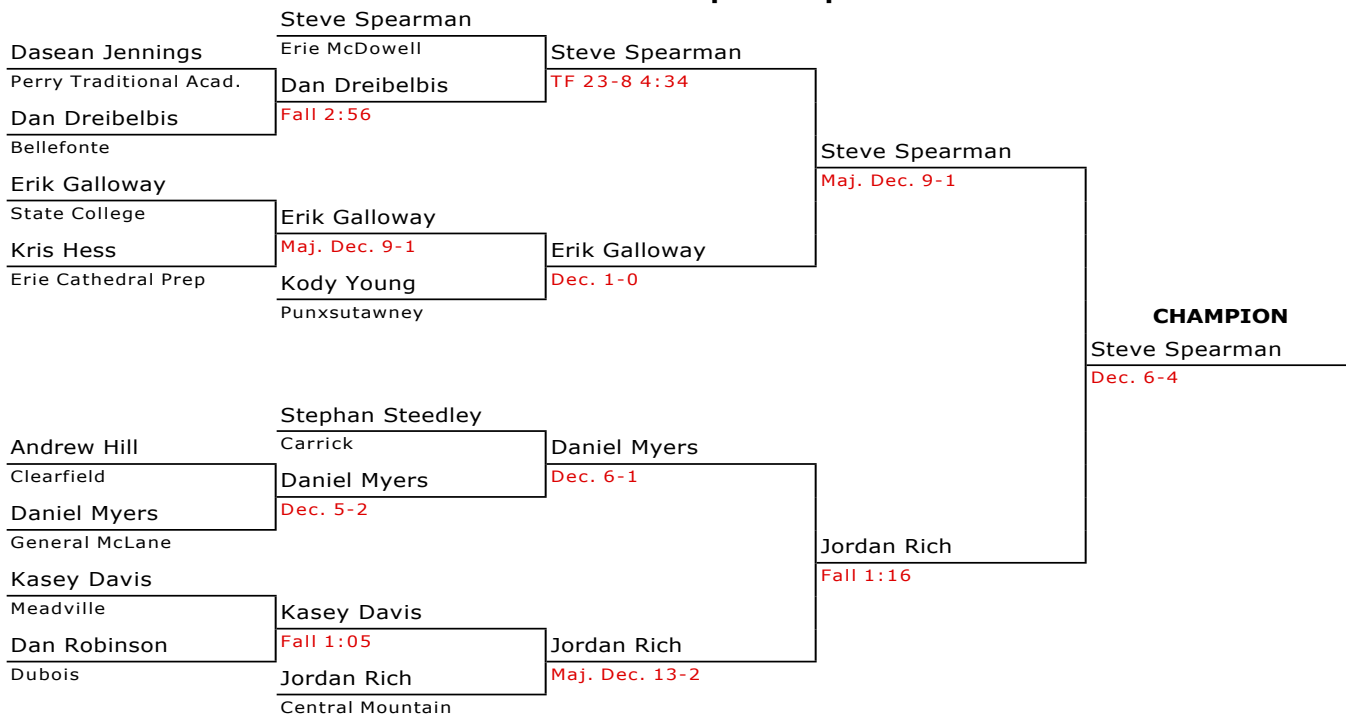 Steve Spearman
Erie McDowell
Dasean Jennings
Perry Traditional Acad.
Dan Dreibelbis
Bellefonte
Dan Dreibelbis
Fall 2:56
Steve Spearman
TF 23-8 4:34
Erik Galloway
State College
Kris Hess
Erie Cathedral Prep
Erik Galloway
Maj. Dec. 9-1
Kody Young
Punxsutawney
Erik Galloway
Dec. 1-0
Steve Spearman
Maj. Dec. 9-1
CHAMPION
Steve Spearman
Dec. 6-4
Stephan Steedley
Carrick
Andrew Hill
Clearfield
Daniel Myers
General McLane
Daniel Myers
Dec. 5-2
Daniel Myers
Dec. 6-1
Kasey Davis
Meadville
Dan Robinson
Dubois
Kasey Davis
Fall 1:05
Jordan Rich
Central Mountain
Jordan Rich
Maj. Dec. 13-2
Jordan Rich
Fall 1:16